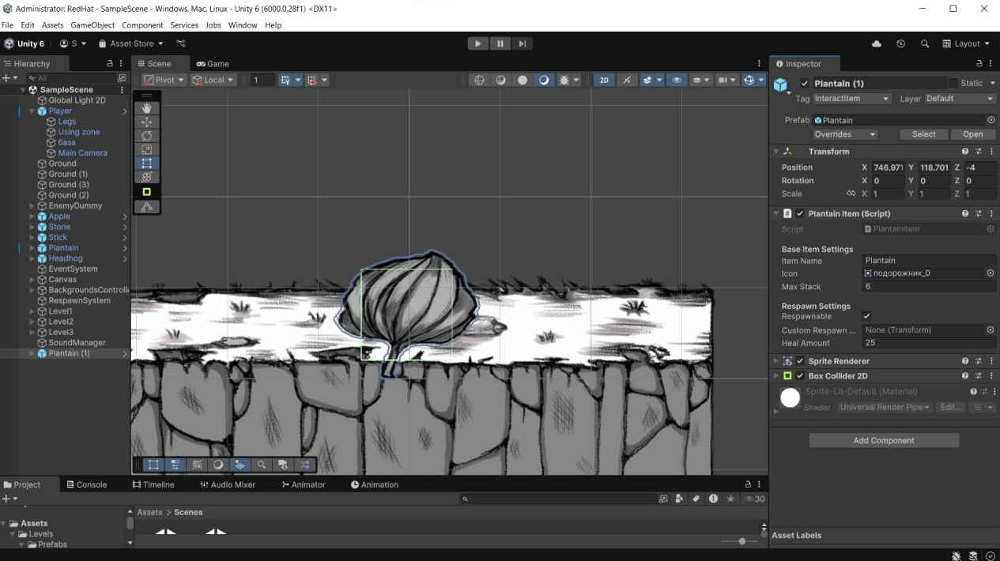 Administrator: RedHat - SampleScene - Windows, Mac, Linux - Unity 6 (6000.0.28f1) <DX11>
File Edit Assets GameObject Component Services Jobs Window Help
Unity 6 S Asset Store Layout
Hierarchy Scene Game Inspector
All Pivot Local 1 2D
SampleScene
Global Light 2D
Player
Legs
Using zone
база
Main Camera
Ground
Ground (1)
Ground (3)
Ground (2)
EnemyDummy
Apple
Stone
Stick
Plantain
Headhog
EventSystem
Canvas
BackgroundsControlle
RespawnSystem
Level1
Level2
Level3
SoundManager
Plantain (1)
Plantain (1) Static
Tag InteractItem Layer Default
Prefab Plantain
Overrides Select Open
Transform
Position X 746.971 Y 118.701 Z -4
Rotation X 0 Y 0 Z 0
Scale X 1 Y 1 Z 1
Plantain Item (Script)
Script PlantainItem
Base Item Settings
Item Name Plantain
Icon подорожник_0
Max Stack 6
Respawn Settings
Respawnable
Custom Respawn ... None (Transform)
Heal Amount 25
Sprite Renderer
Box Collider 2D
Sprite-Lit-Default (Material)
Shader Universal Render Pipe Edit...
Add Component
Asset Labels
Project Console Timeline Audio Mixer Animator Animation
30
Assets > Scenes
Assets
Levels
Prefabs